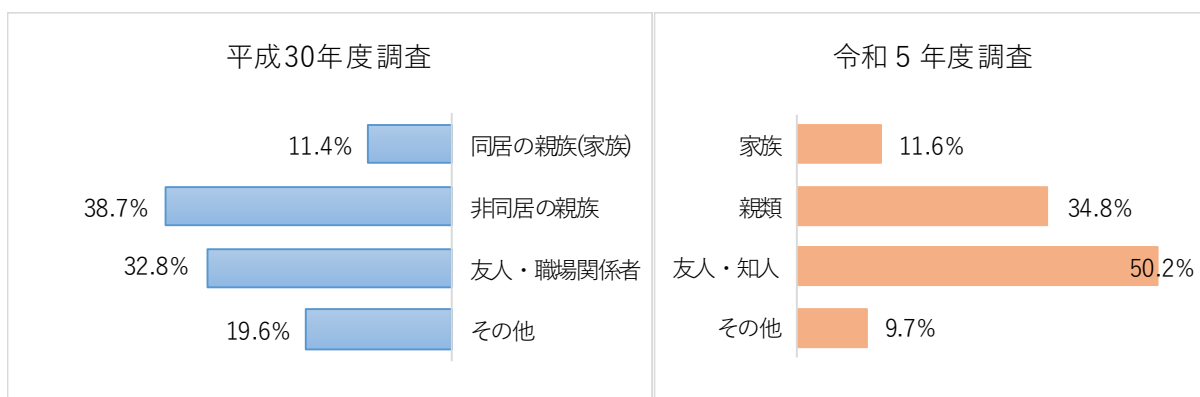 平成30年度調査
11.4% 同居の親族(家族)
38.7% 非同居の親族
32.8% 友人・職場関係者
19.6% その他
令和 5 年度調査
家族 11.6%
親類 34.8%
友人・知人 50.2%
その他 9.7%